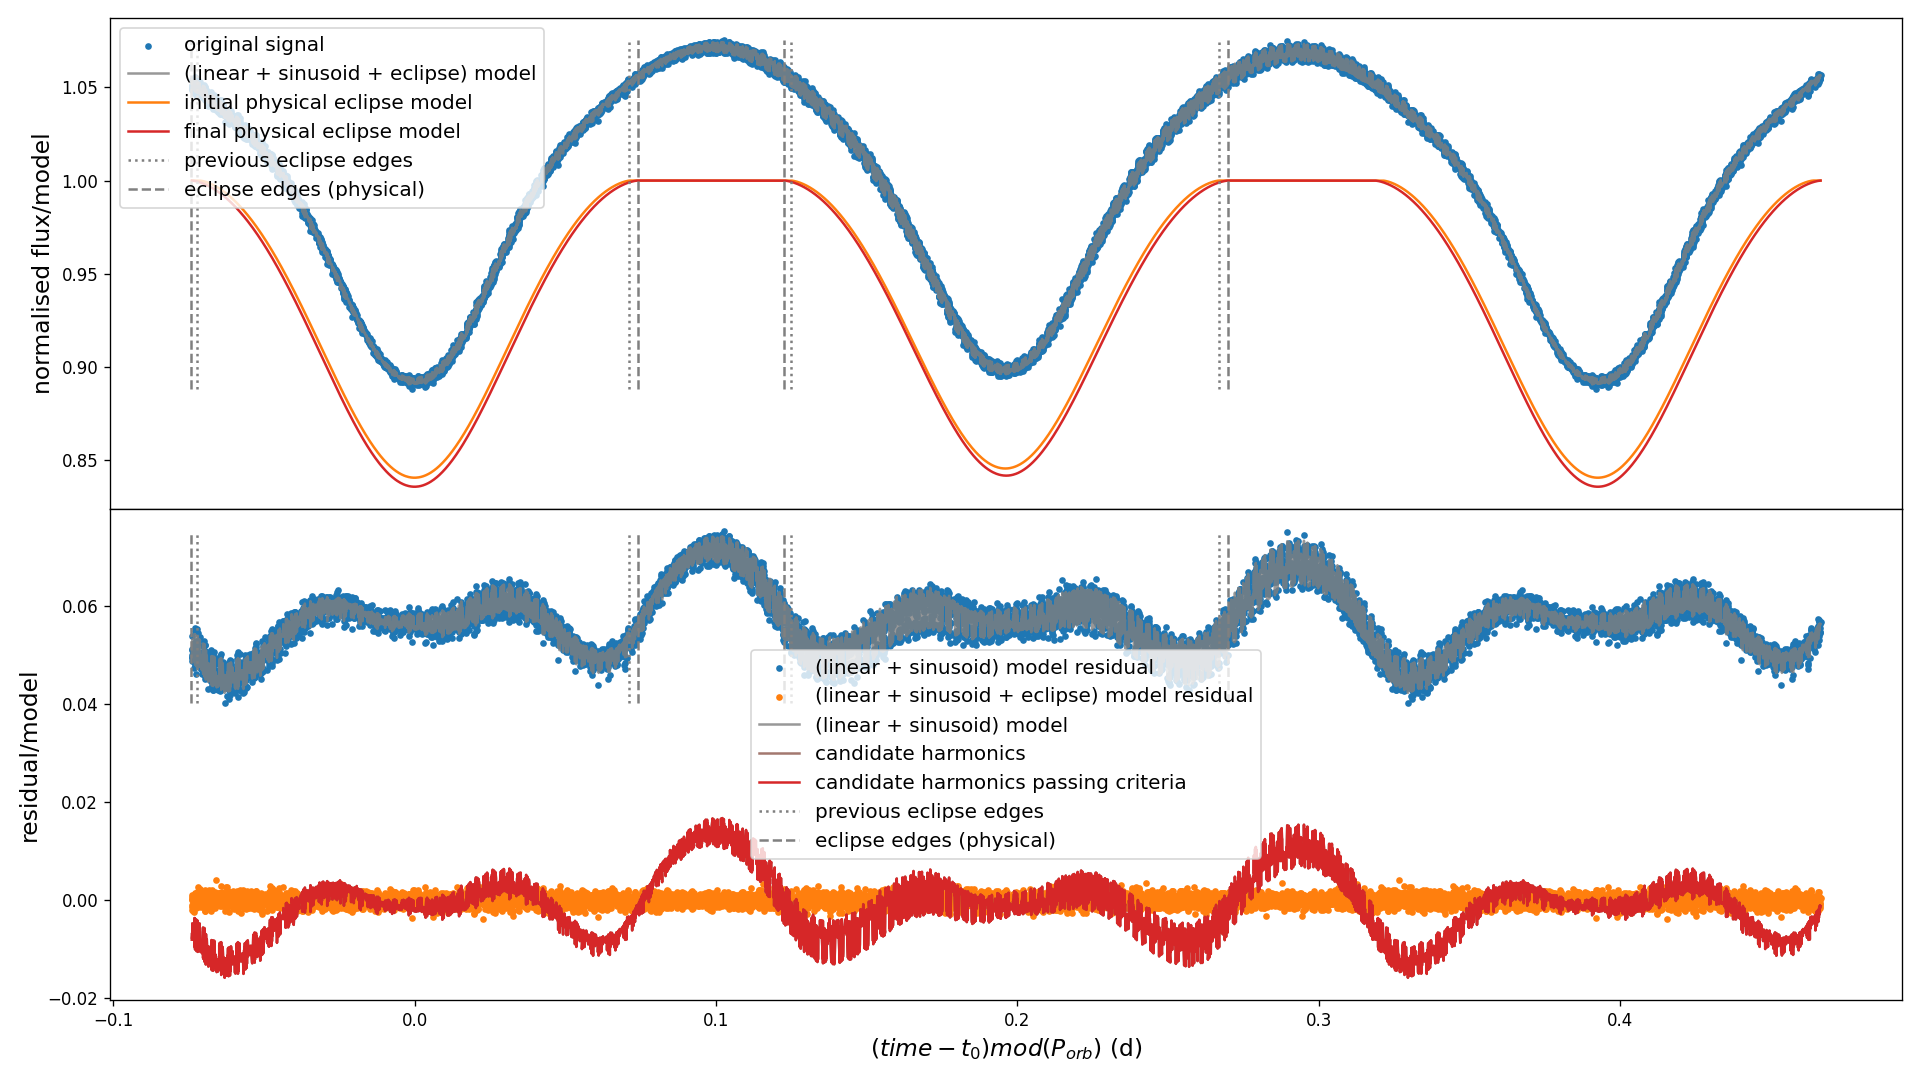 original signal
(linear + sinusoid + eclipse) model
initial physical eclipse model
final physical eclipse model
previous eclipse edges
eclipse edges (physical)
normalised flux/model
1.05
1.00
0.95
0.90
0.85
(linear + sinusoid) model residual
(linear + sinusoid + eclipse) model residual
(linear + sinusoid) model
candidate harmonics
candidate harmonics passing criteria
previous eclipse edges
eclipse edges (physical)
residual/model
0.06
0.04
0.02
0.00
−0.02
−0.1 0.0 0.1 0.2 0.3 0.4
(time − t₀)mod(P_orb) (d)